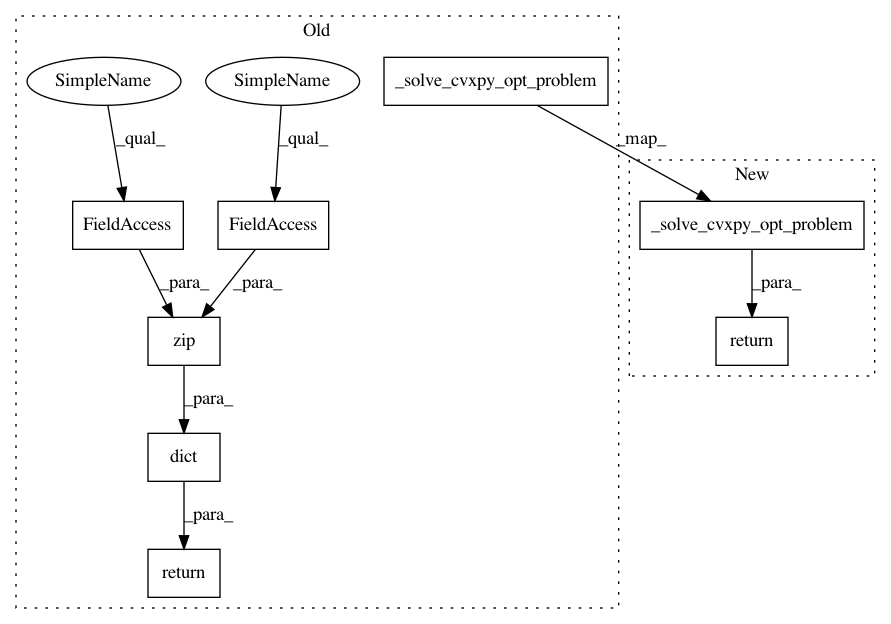 Old
SimpleName
SimpleName
_solve_cvxpy_opt_problem
_qual_
_qual_
_map_
New
FieldAccess
FieldAccess
_solve_cvxpy_opt_problem
_para_
_para_
_para_
zip
return
_para_
dict
_para_
return